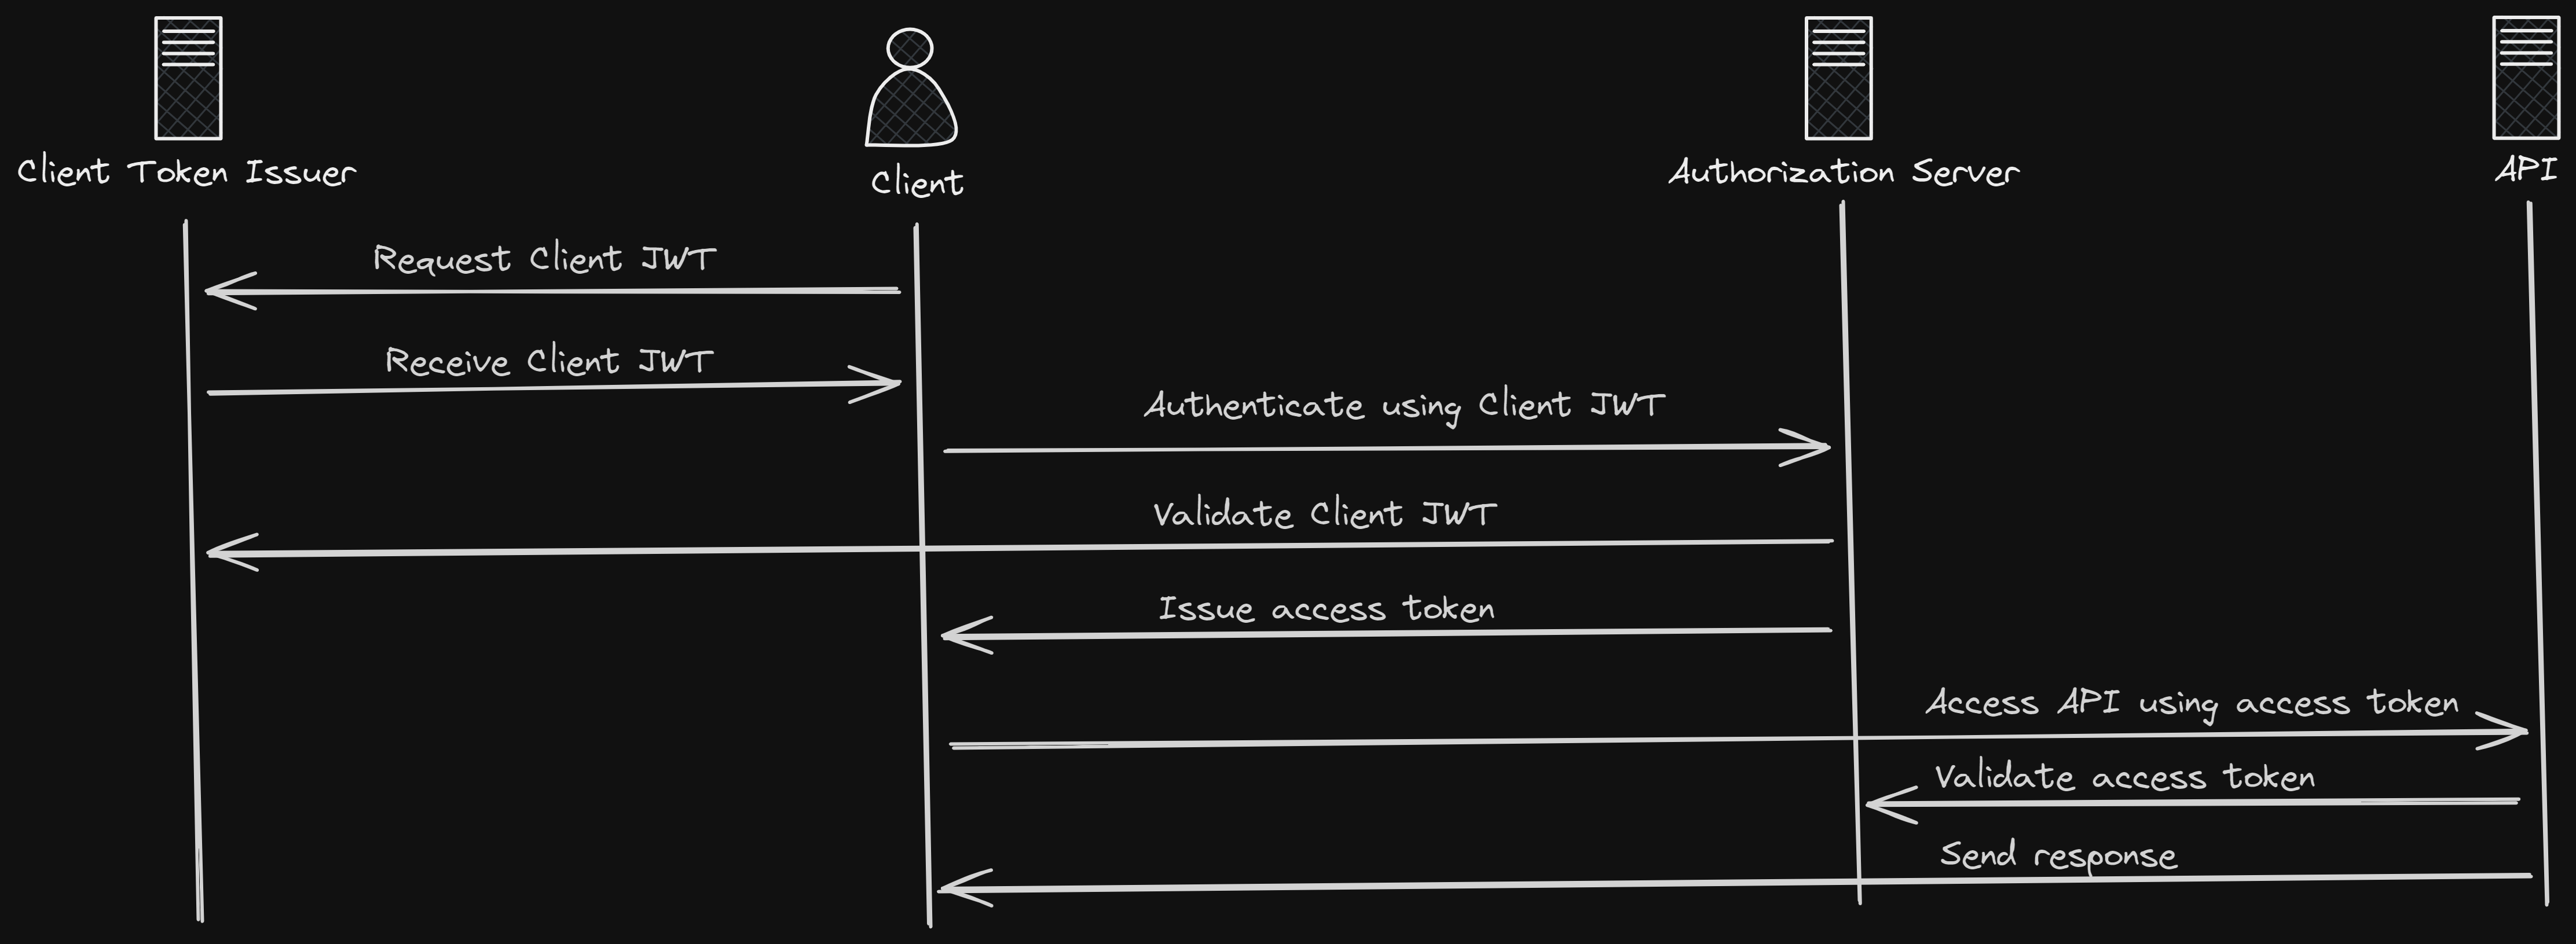 Client Token Issuer
Client
Authorization Server
API
Request Client JWT
Receive Client JWT
Authenticate using Client JWT
Validate Client JWT
Issue access token
Access API using access token
Validate access token
Send response